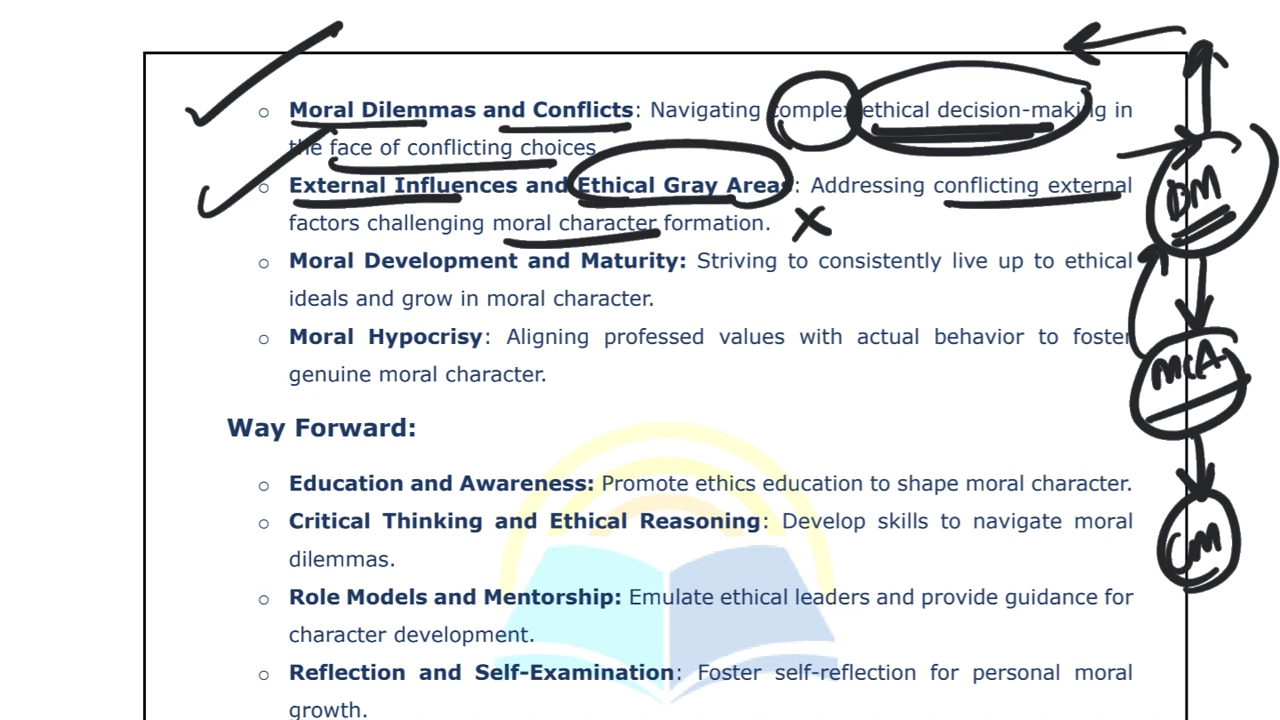 ○ Moral Dilemmas and Conflicts: Navigating complex ethical decision-making in
the face of conflicting choices.
○ External Influences and Ethical Gray Areas: Addressing conflicting external
factors challenging moral character formation.
○ Moral Development and Maturity: Striving to consistently live up to ethical
ideals and grow in moral character.
○ Moral Hypocrisy: Aligning professed values with actual behavior to foster
genuine moral character.
Way Forward:
○ Education and Awareness: Promote ethics education to shape moral character.
○ Critical Thinking and Ethical Reasoning: Develop skills to navigate moral
dilemmas.
○ Role Models and Mentorship: Emulate ethical leaders and provide guidance for
character development.
○ Reflection and Self-Examination: Foster self-reflection for personal moral
growth.
DM
CM